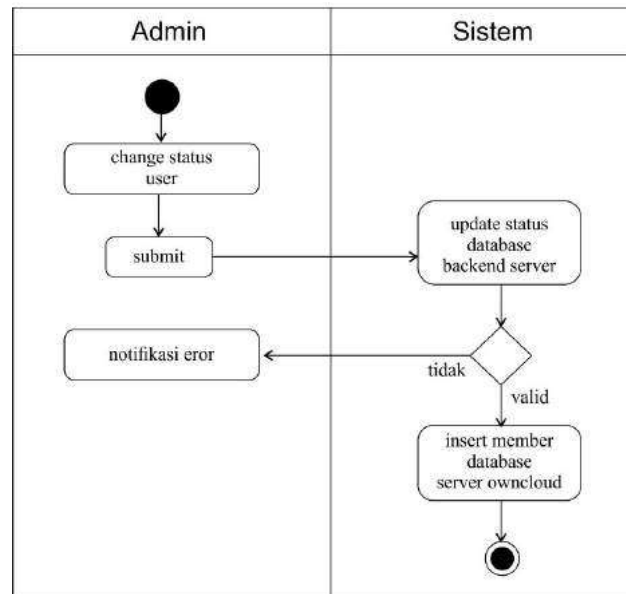 Admin
Sistem
change status
user
submit
update status
database
backend server
notifikasi eror
tidak
valid
insert member
database
server owncloud